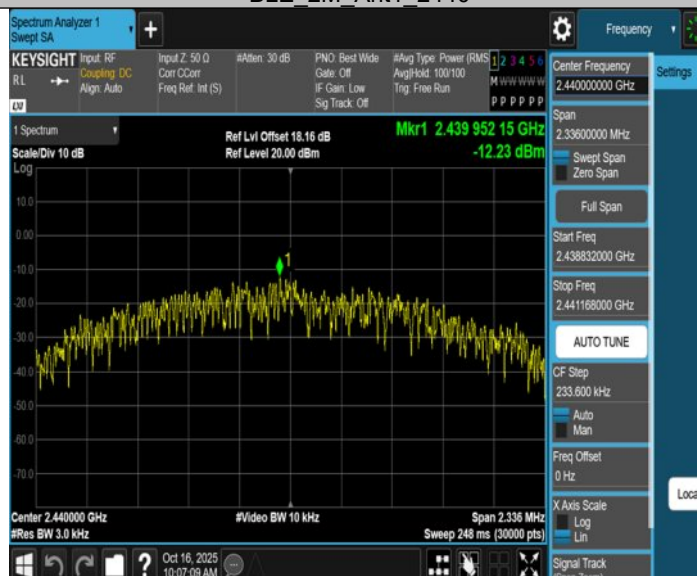 Spectrum Analyzer 1
Swept SA
+
Frequency
KEYSIGHT
RL
Input: RF
Coupling: DC
Align: Auto
Input Z: 50 Ω
Corr CCorr
Freq Ref: Int (S)
#Atten: 30 dB
PNO: Best Wide
Gate: Off
IF Gain: Low
Sig Track: Off
#Avg Type: Power (RMS
Avg|Hold: 100/100
Trig: Free Run
1 2 3 4 5 6
M W W W W W
P P P P P P
LXI
1 Spectrum
Scale/Div 10 dB
Log
Ref Lvl Offset 18.16 dB
Ref Level 20.00 dBm
Mkr1 2.439 952 15 GHz
-12.23 dBm
1
10.0
0.00
-10.0
-20.0
-30.0
-40.0
-50.0
-60.0
-70.0
Center 2.440000 GHz
#Res BW 3.0 kHz
#Video BW 10 kHz
Span 2.336 MHz
Sweep 248 ms (30000 pts)
Center Frequency
2.440000000 GHz
Settings
Span
2.33600000 MHz
Swept Span
Zero Span
Full Span
Start Freq
2.438832000 GHz
Stop Freq
2.441168000 GHz
AUTO TUNE
CF Step
233.600 kHz
Auto
Man
Freq Offset
0 Hz
X Axis Scale
Log
Lin
Loca
Signal Track
?
Oct 16, 2025
10:07:09 AM